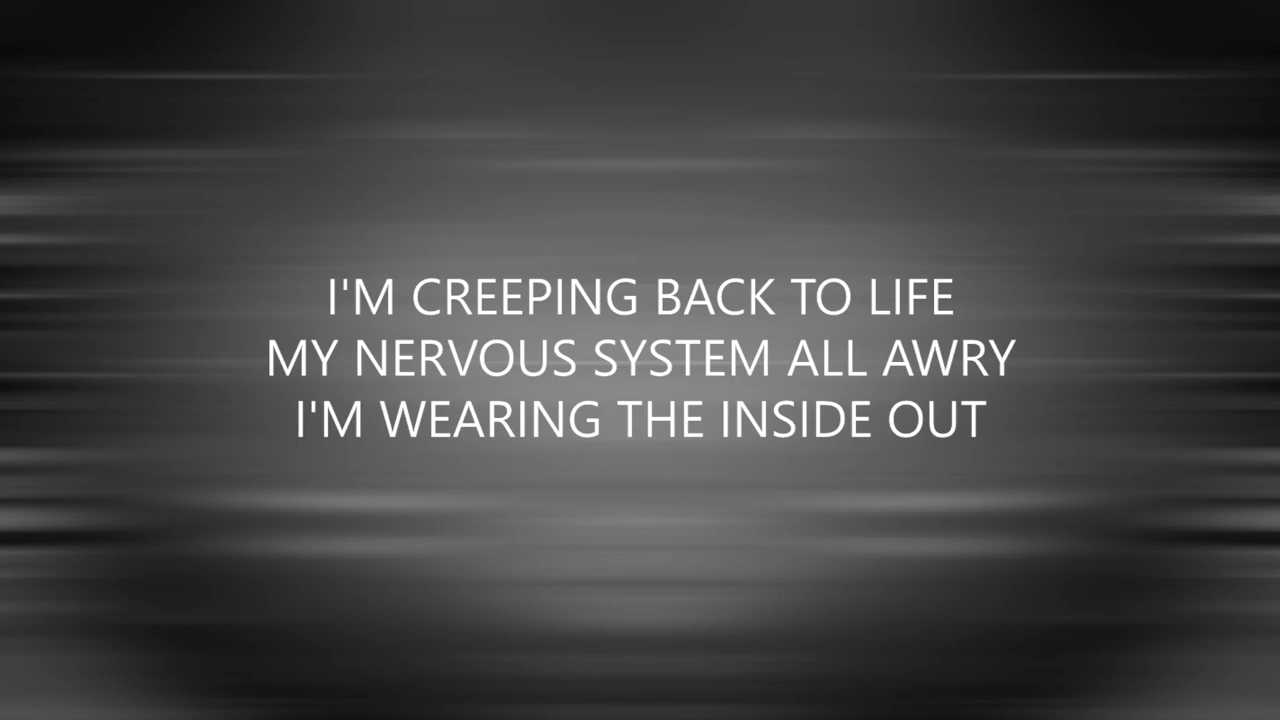 I'M CREEPING BACK TO LIFE
MY NERVOUS SYSTEM ALL AWRY
I'M WEARING THE INSIDE OUT